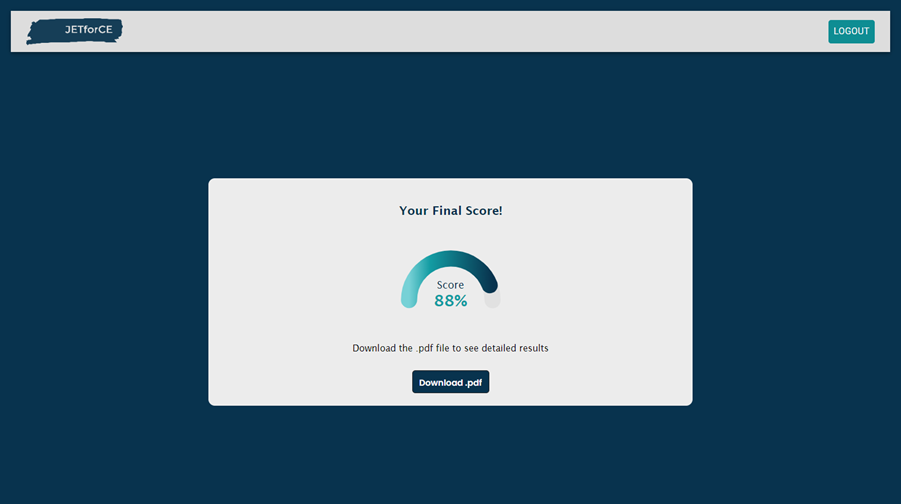 JETforCE
LOGOUT
Your Final Score!
Score
88%
Download the .pdf file to see detailed results
Download .pdf